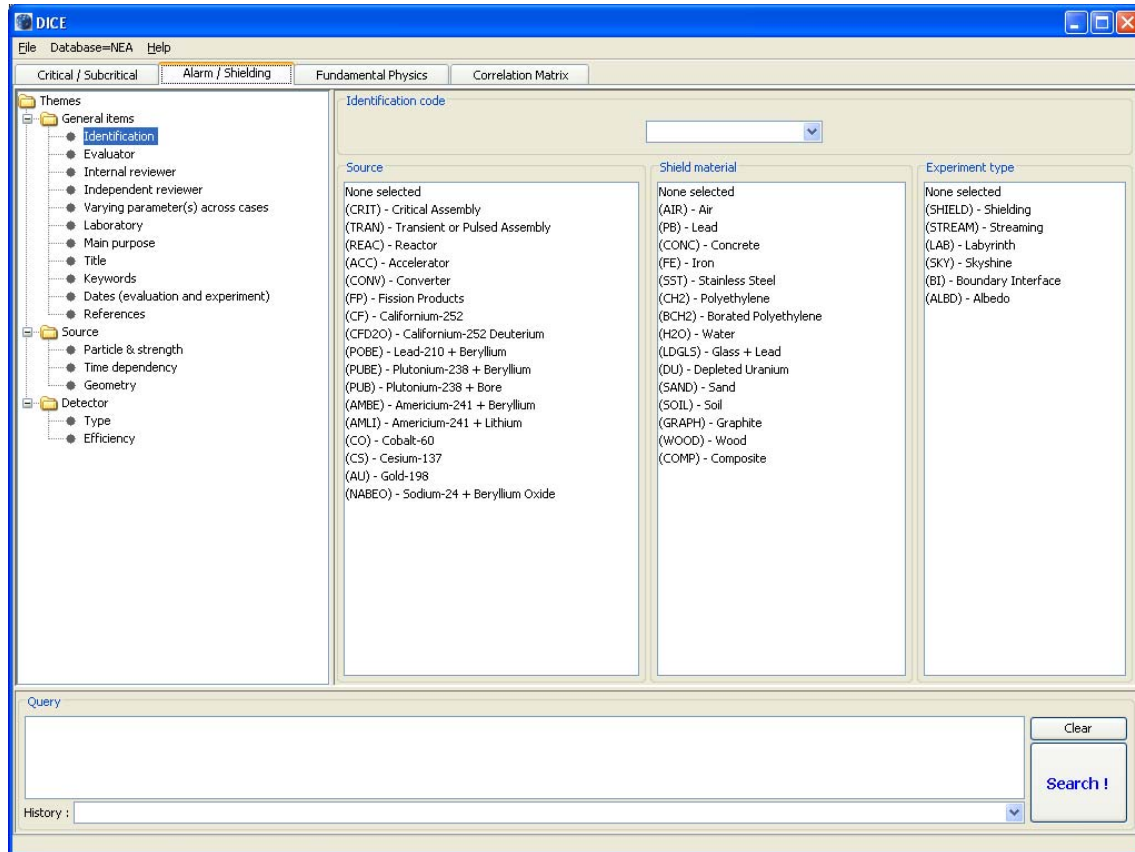 DICE
File Database=NEA Help
Critical / Subcritical Alarm / Shielding Fundamental Physics Correlation Matrix
Themes
General items
Identification
Evaluator
Internal reviewer
Independent reviewer
Varying parameter(s) across cases
Laboratory
Main purpose
Title
Keywords
Dates (evaluation and experiment)
References
Source
Particle & strength
Time dependency
Geometry
Detector
Type
Efficiency
Identification code
Source
None selected
(CRIT) - Critical Assembly
(TRAN) - Transient or Pulsed Assembly
(REAC) - Reactor
(ACC) - Accelerator
(CONV) - Converter
(FP) - Fission Products
(CF) - Californium-252
(CFD2O) - Californium-252 Deuterium
(POBE) - Lead-210 + Beryllium
(PUBE) - Plutonium-238 + Beryllium
(PUB) - Plutonium-238 + Bore
(AMBE) - Americium-241 + Beryllium
(AMLI) - Americium-241 + Lithium
(CO) - Cobalt-60
(CS) - Cesium-137
(AU) - Gold-198
(NABEO) - Sodium-24 + Beryllium Oxide
Shield material
None selected
(AIR) - Air
(PB) - Lead
(CONC) - Concrete
(FE) - Iron
(SST) - Stainless Steel
(CH2) - Polyethylene
(BCH2) - Borated Polyethylene
(H2O) - Water
(LDGLS) - Glass + Lead
(DU) - Depleted Uranium
(SAND) - Sand
(SOIL) - Soil
(GRAPH) - Graphite
(WOOD) - Wood
(COMP) - Composite
Experiment type
None selected
(SHIELD) - Shielding
(STREAM) - Streaming
(LAB) - Labyrinth
(SKY) - Skyshine
(BI) - Boundary Interface
(ALBD) - Albedo
Query
Clear
Search !
History :